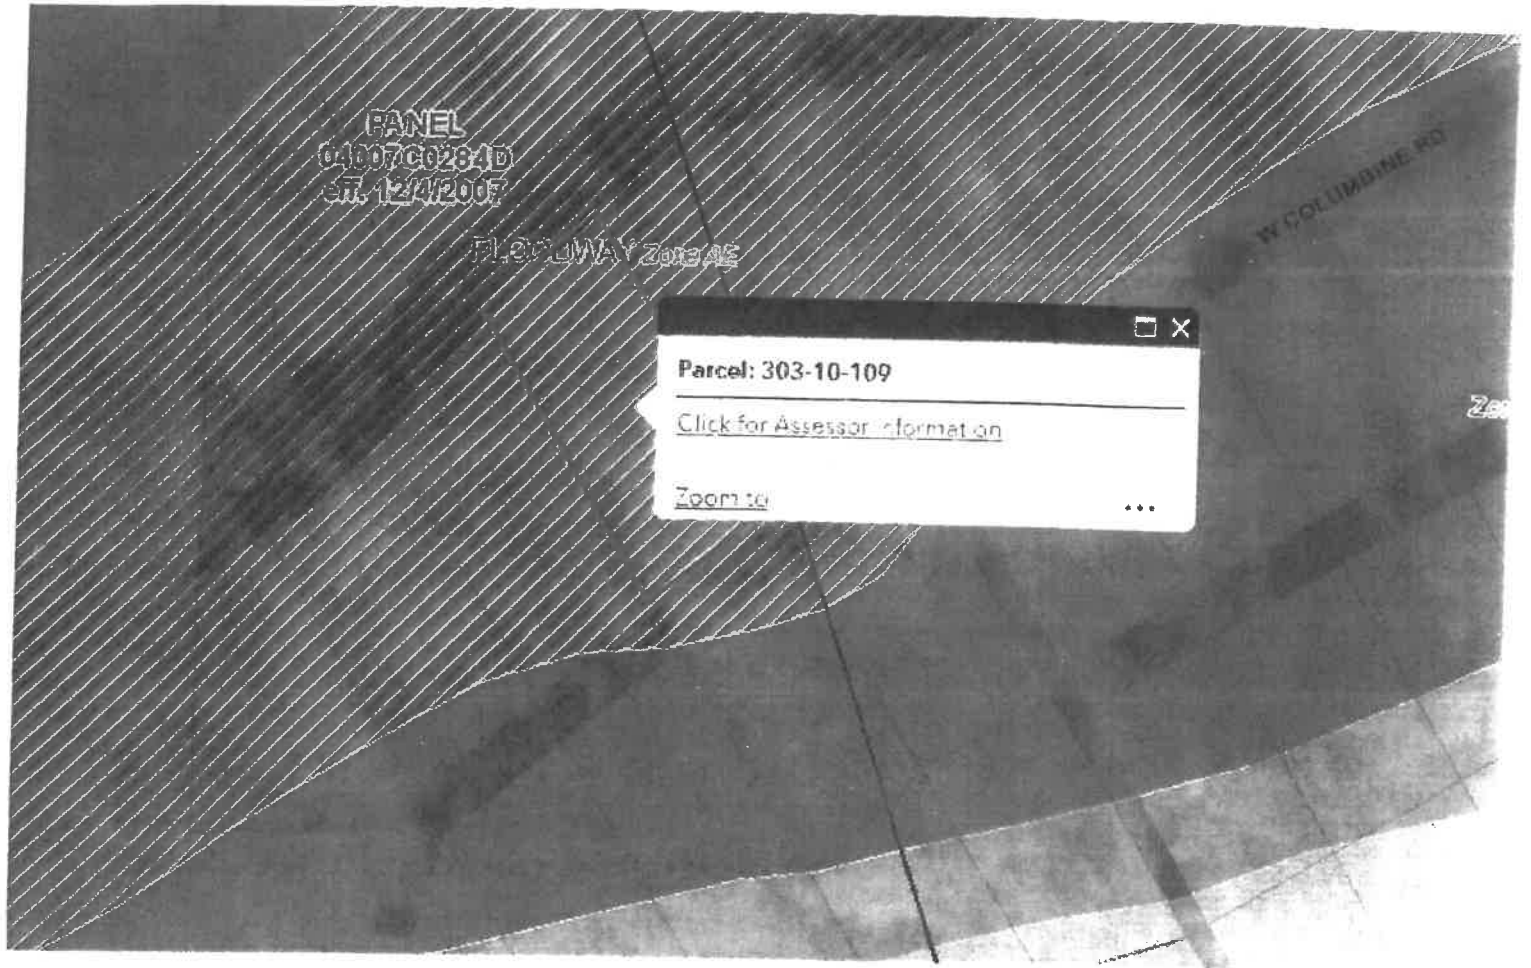 PANEL
04007C0284D
eff. 12/4/2007
FLOODWAY Zone AE
W COLUMBINE RD
Parcel: 303-10-109
Click for Assessor Information
Zoom to
...